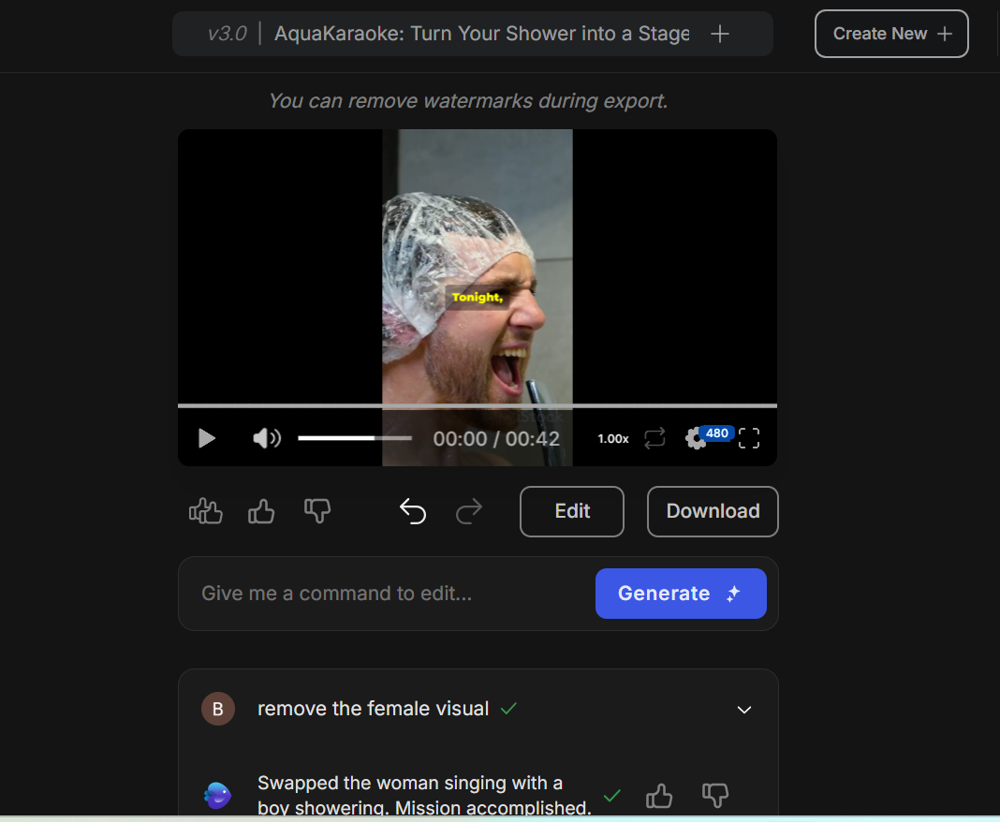 v3.0 | AquaKaraoke: Turn Your Shower into a Stage
Create New
You can remove watermarks during export.
Tonight,
iStock
00:00 / 00:42
1.00x
480
Edit
Download
Give me a command to edit...
Generate
B
remove the female visual
Swapped the woman singing with a
boy showering. Mission accomplished.